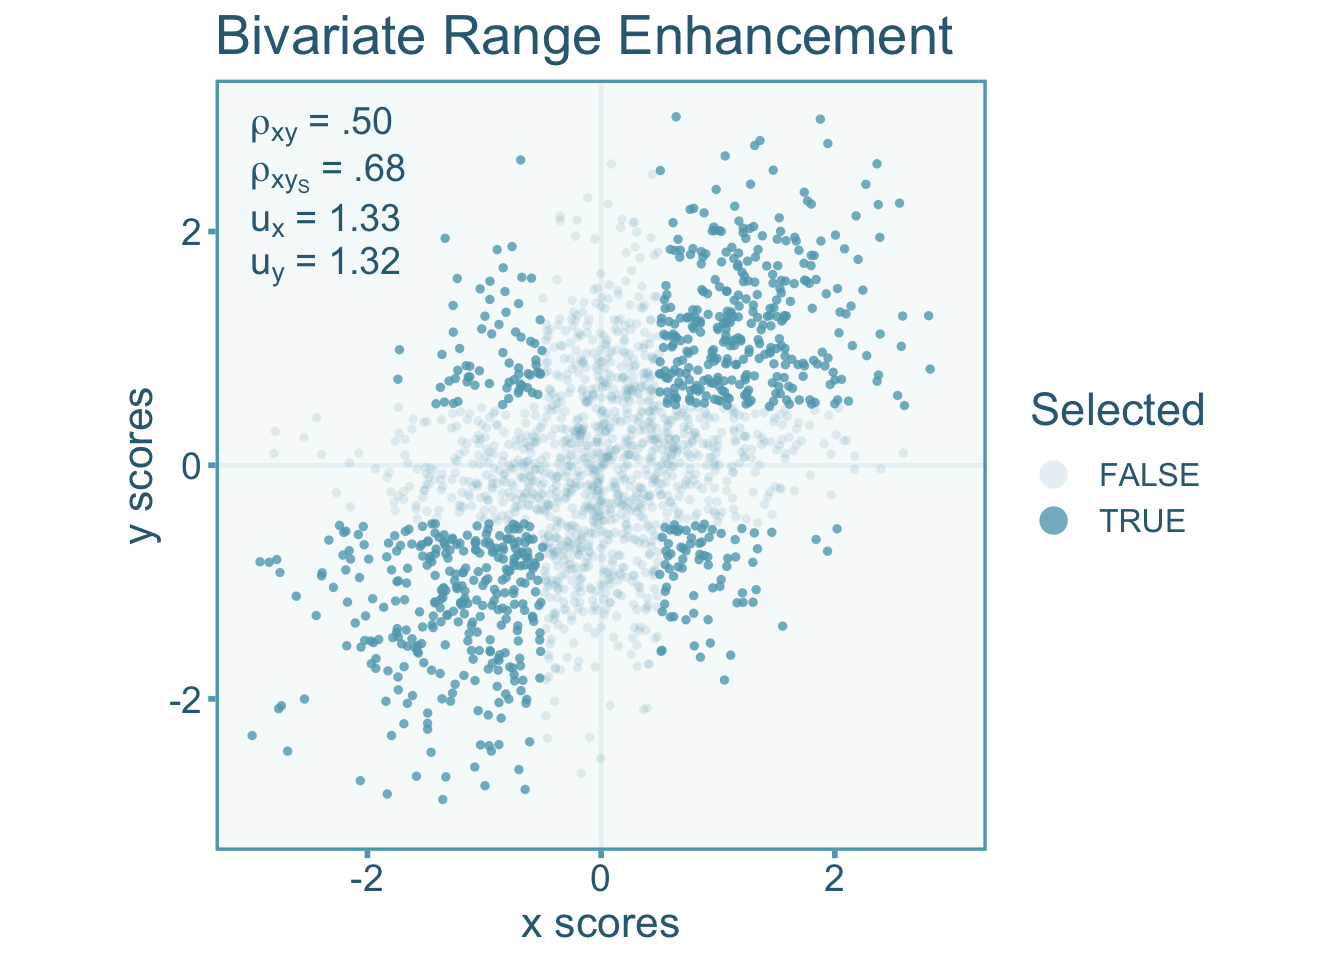 Bivariate Range Enhancement
ρxy = .50
ρxyS = .68
ux = 1.33
uy = 1.32
2
0
-2
y scores
-2 0 2
x scores
Selected
FALSE
TRUE